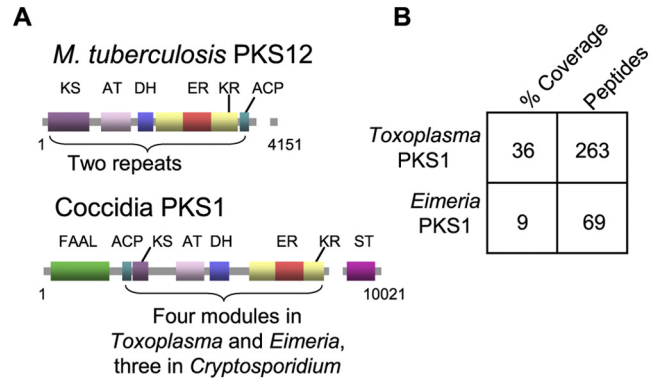 A
M. tuberculosis PKS12
KS AT DH ER KR ACP
1 4151
Two repeats
Coccidia PKS1
FAAL ACP KS AT DH ER KR ST
1 10021
Four modules in
Toxoplasma and Eimeria,
three in Cryptosporidium
B
% Coverage Peptides
Toxoplasma
PKS1 36 263
Eimeria
PKS1 9 69